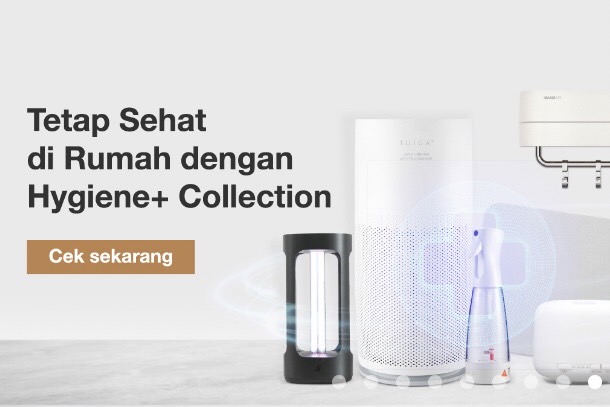 Tetap Sehat
di Rumah dengan
Hygiene+ Collection
Cek sekarang